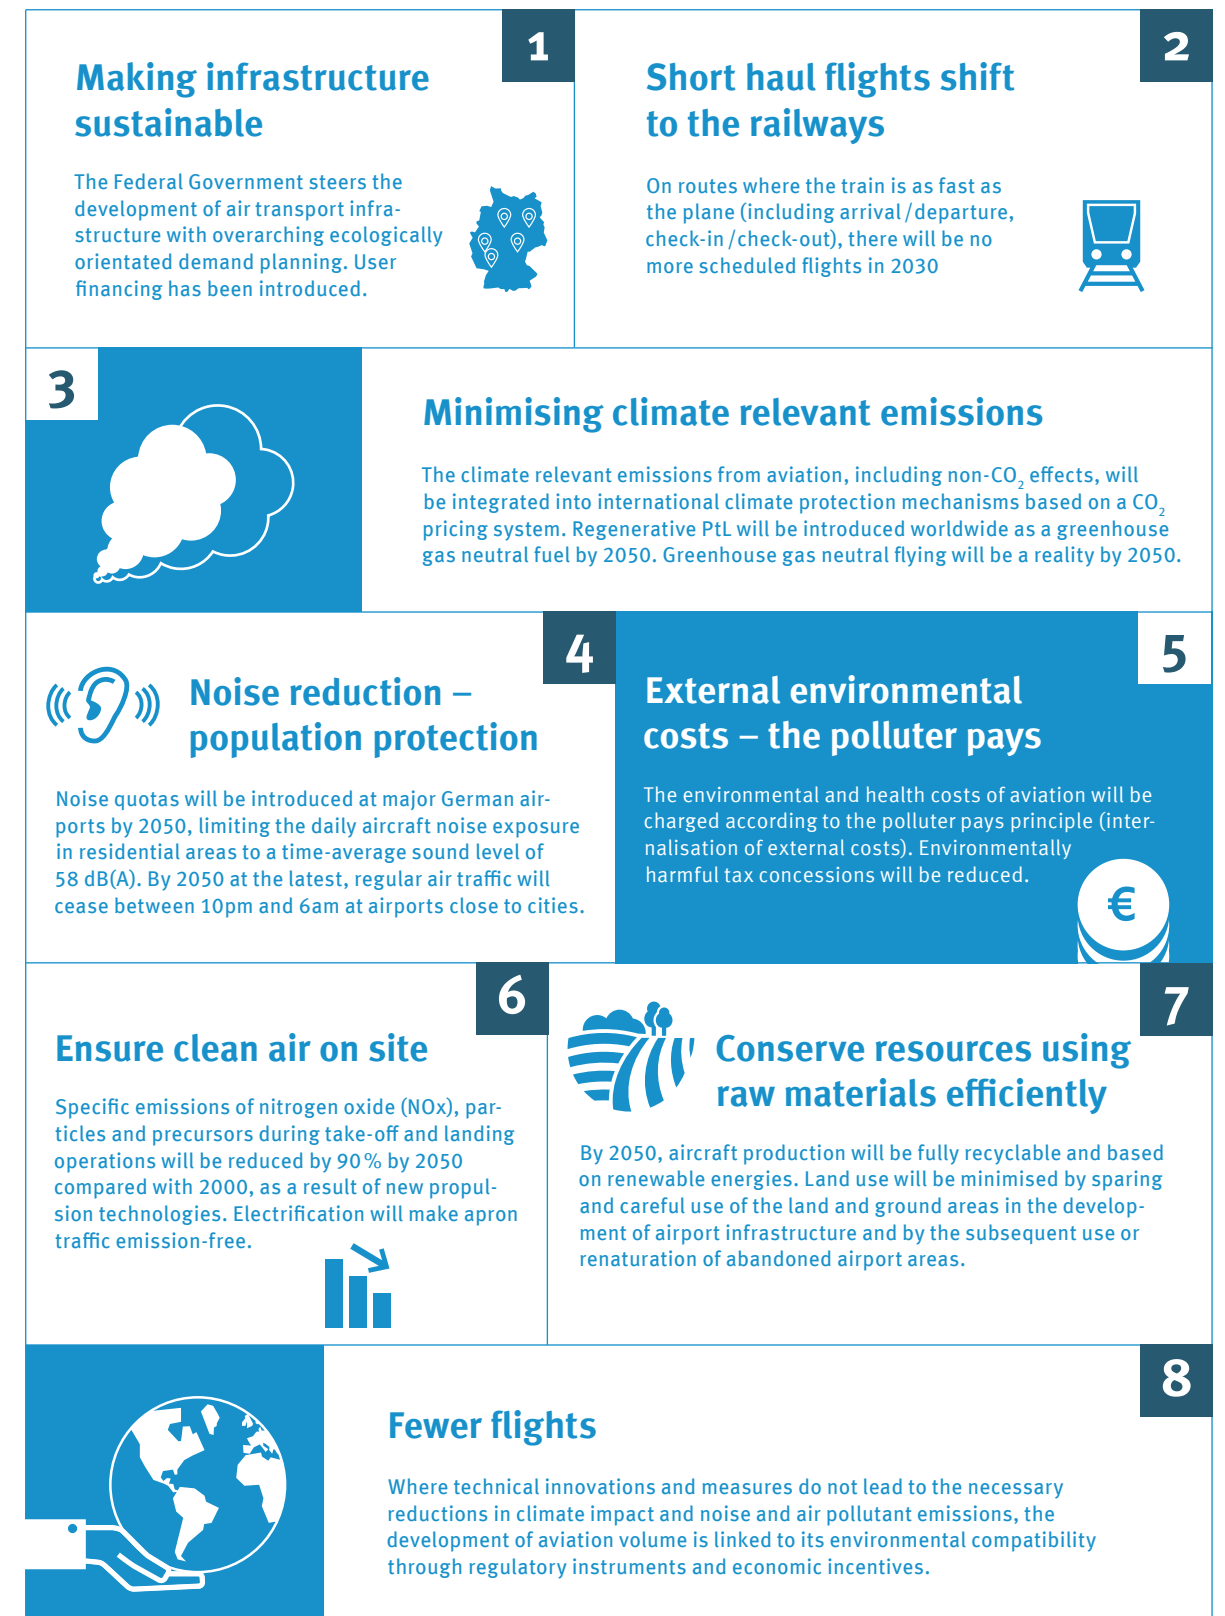 1
Making infrastructure
sustainable
The Federal Government steers the
development of air transport infra-
structure with overarching ecologically
orientated demand planning. User
financing has been introduced.
2
Short haul flights shift
to the railways
On routes where the train is as fast as
the plane (including arrival/departure,
check-in/check-out), there will be no
more scheduled flights in 2030
3
Minimising climate relevant emissions
The climate relevant emissions from aviation, including non-CO₂ effects, will
be integrated into international climate protection mechanisms based on a CO₂
pricing system. Regenerative PtL will be introduced worldwide as a greenhouse
gas neutral fuel by 2050. Greenhouse gas neutral flying will be a reality by 2050.
4
Noise reduction –
population protection
Noise quotas will be introduced at major German air-
ports by 2050, limiting the daily aircraft noise exposure
in residential areas to a time-average sound level of
58 dB(A). By 2050 at the latest, regular air traffic will
cease between 10pm and 6am at airports close to cities.
5
External environmental
costs – the polluter pays
The environmental and health costs of aviation will be
charged according to the polluter pays principle (inter-
nalisation of external costs). Environmentally
harmful tax concessions will be reduced.
€
6
Ensure clean air on site
Specific emissions of nitrogen oxide (NOx), par-
ticles and precursors during take-off and landing
operations will be reduced by 90 % by 2050
compared with 2000, as a result of new propul-
sion technologies. Electrification will make apron
traffic emission-free.
7
Conserve resources using
raw materials efficiently
By 2050, aircraft production will be fully recyclable and based
on renewable energies. Land use will be minimised by sparing
and careful use of the land and ground areas in the develop-
ment of airport infrastructure and by the subsequent use or
renaturation of abandoned airport areas.
8
Fewer flights
Where technical innovations and measures do not lead to the necessary
reductions in climate impact and noise and air pollutant emissions, the
development of aviation volume is linked to its environmental compatibility
through regulatory instruments and economic incentives.